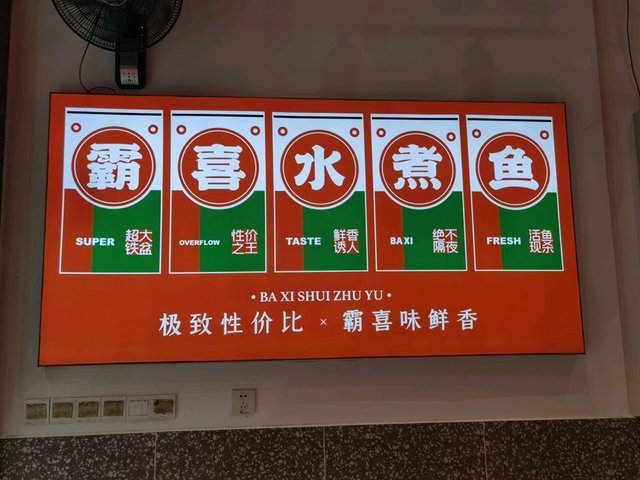 霸喜水煮鱼
SUPER
超大
铁盆
OVERFLOW
性价
之王
TASTE
鲜香
诱人
BAXI
绝不
隔夜
FRESH
活鱼
现杀
• BA XI SHUI ZHU YU •
极致性价比 × 霸喜味鲜香